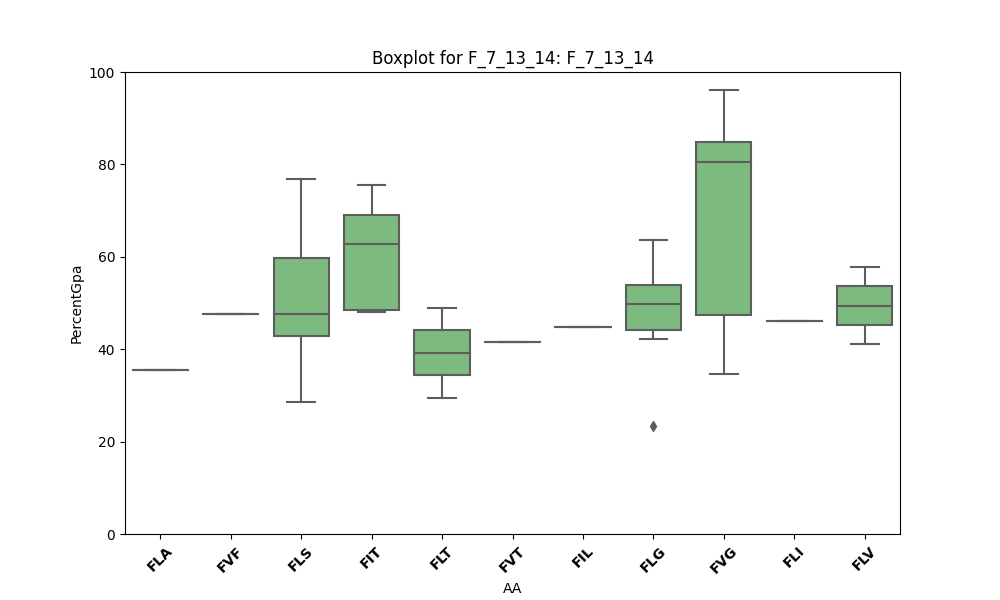 Boxplot for F_7_13_14: F_7_13_14
100
80
60
40
20
0
PercentGpa
FLA
FVF
FLS
FIT
FLT
FVT
FIL
FLG
FVG
FLI
FLV
AA